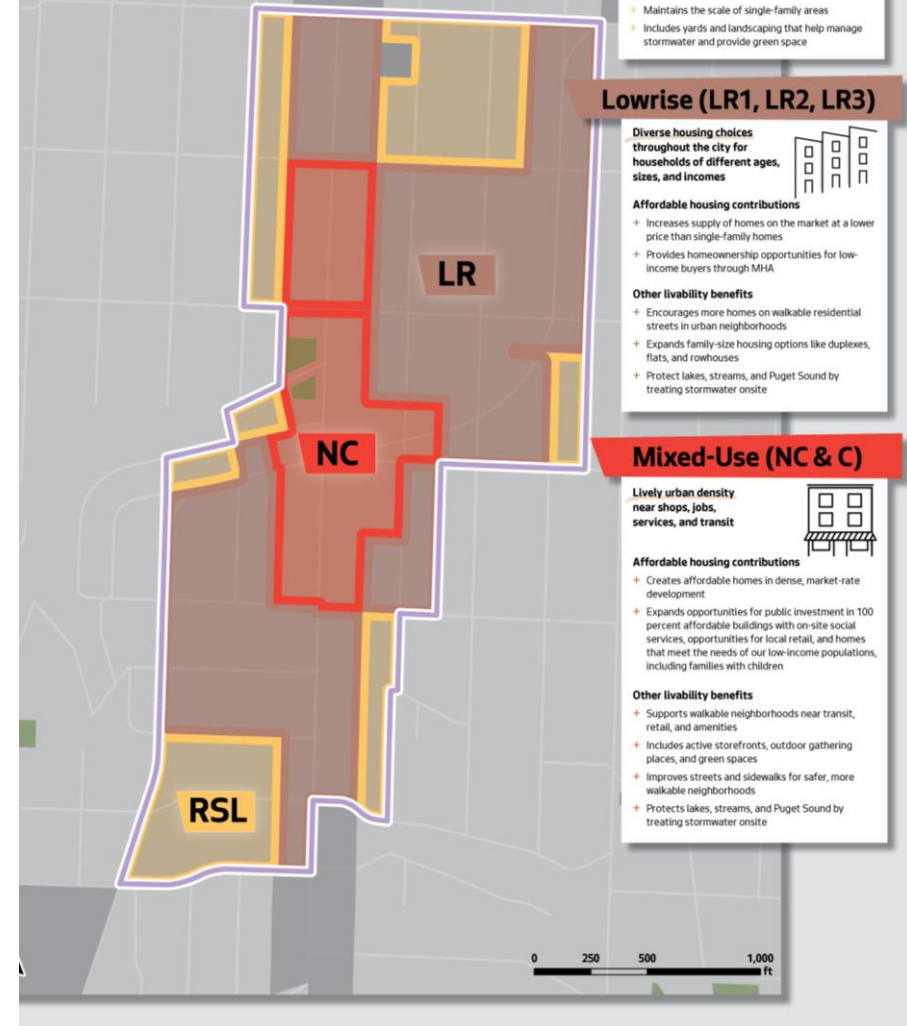 + Maintains the scale of single-family areas
+ Includes yards and landscaping that help manage
stormwater and provide green space
Lowrise (LR1, LR2, LR3)
Diverse housing choices
throughout the city for
households of different ages,
sizes, and incomes
Affordable housing contributions
+ Increases supply of homes on the market at a lower
price than single-family homes
+ Provides homeownership opportunities for low-
income buyers through MHA
Other livability benefits
+ Encourages more homes on walkable residential
streets in urban neighborhoods
+ Expands family-size housing options like duplexes,
flats, and rowhouses
+ Protect lakes, streams, and Puget Sound by
treating stormwater onsite
Mixed-Use (NC & C)
Lively urban density
near shops, jobs,
services, and transit
Affordable housing contributions
+ Creates affordable homes in dense, market-rate
development
+ Expands opportunities for public investment in 100
percent affordable buildings with on-site social
services, opportunities for local retail, and homes
that meet the needs of our low-income populations,
including families with children
Other livability benefits
+ Supports walkable neighborhoods near transit,
retail, and amenities
+ Includes active storefronts, outdoor gathering
places, and green spaces
+ Improves streets and sidewalks for safer, more
walkable neighborhoods
+ Protects lakes, streams, and Puget Sound by
treating stormwater onsite
LR
NC
RSL
0 250 500 1,000
ft